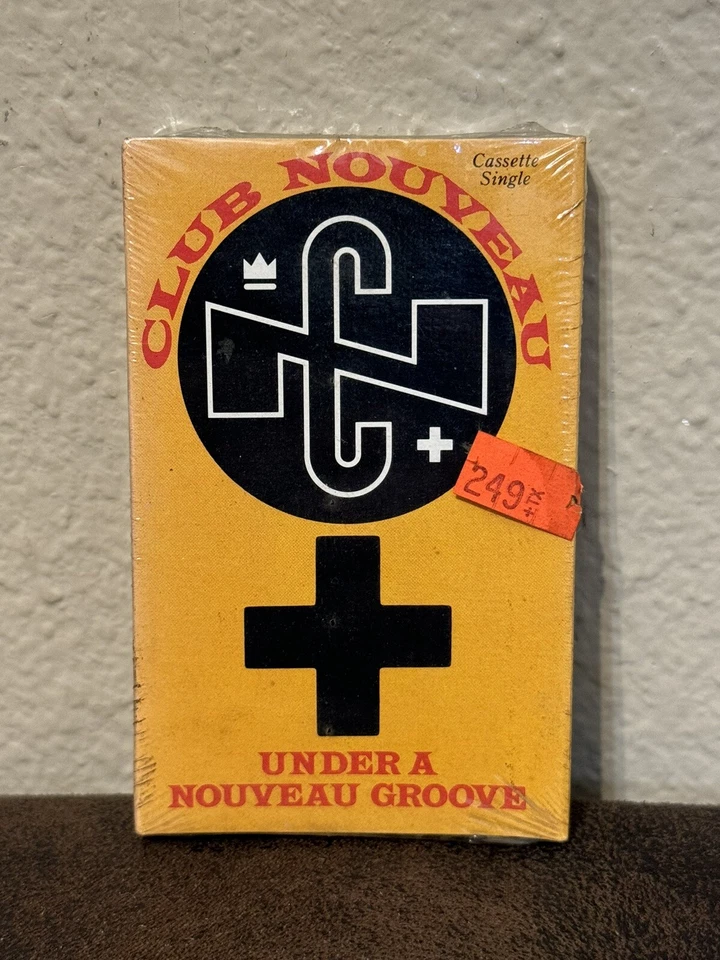 CLUB NOUVEAU
Cassette
Single
249
+TX
UNDER A
NOUVEAU GROOVE